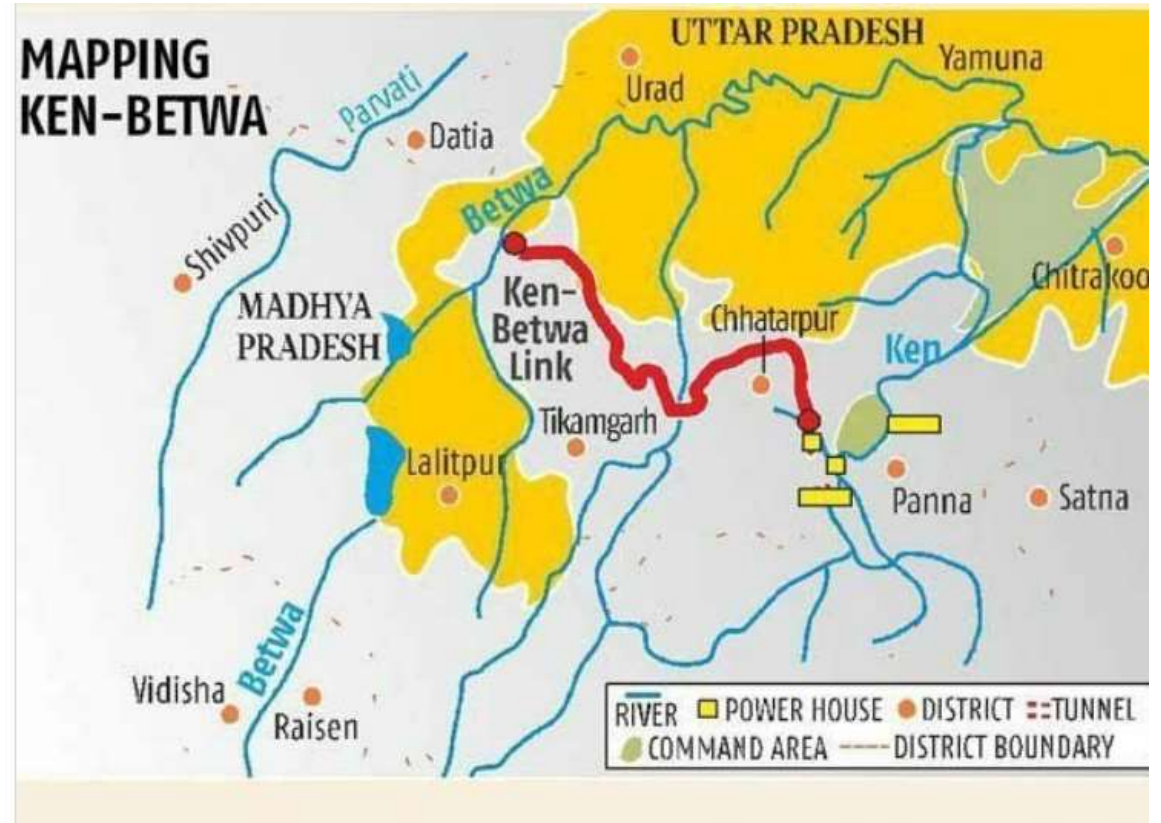 MAPPING
KEN-BETWA
UTTAR PRADESH
Yamuna
Urad
Parvati
Datia
Betwa
Shivpuri
Chitrakoo
MADHYA
PRADESH
Ken-
Betwa
Link
Chhatarpur
Ken
Tikamgarh
Lalitpur
Panna
Satna
Betwa
Vidisha
Raisen
RIVER POWER HOUSE DISTRICT TUNNEL
COMMAND AREA DISTRICT BOUNDARY